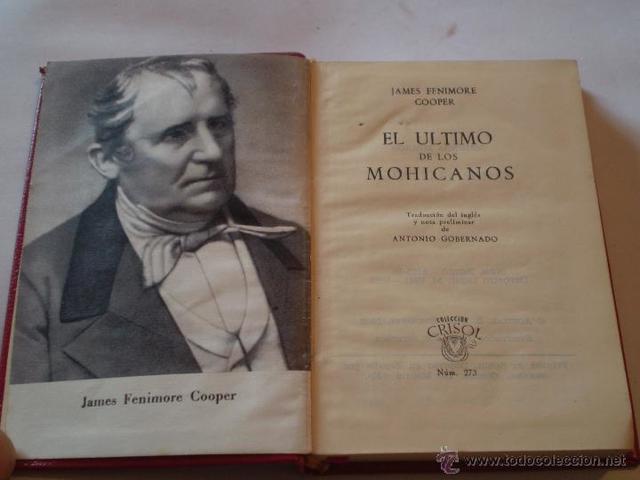 James Fenimore Cooper
JAMES FENIMORE
COOPER
EL ULTIMO
DE LOS
MOHICANOS
Traducción del inglés
y nota preliminar
de
ANTONIO GOBERNADO
COLECCION
CRISOL
Núm. 273
www.todocoleccion.net